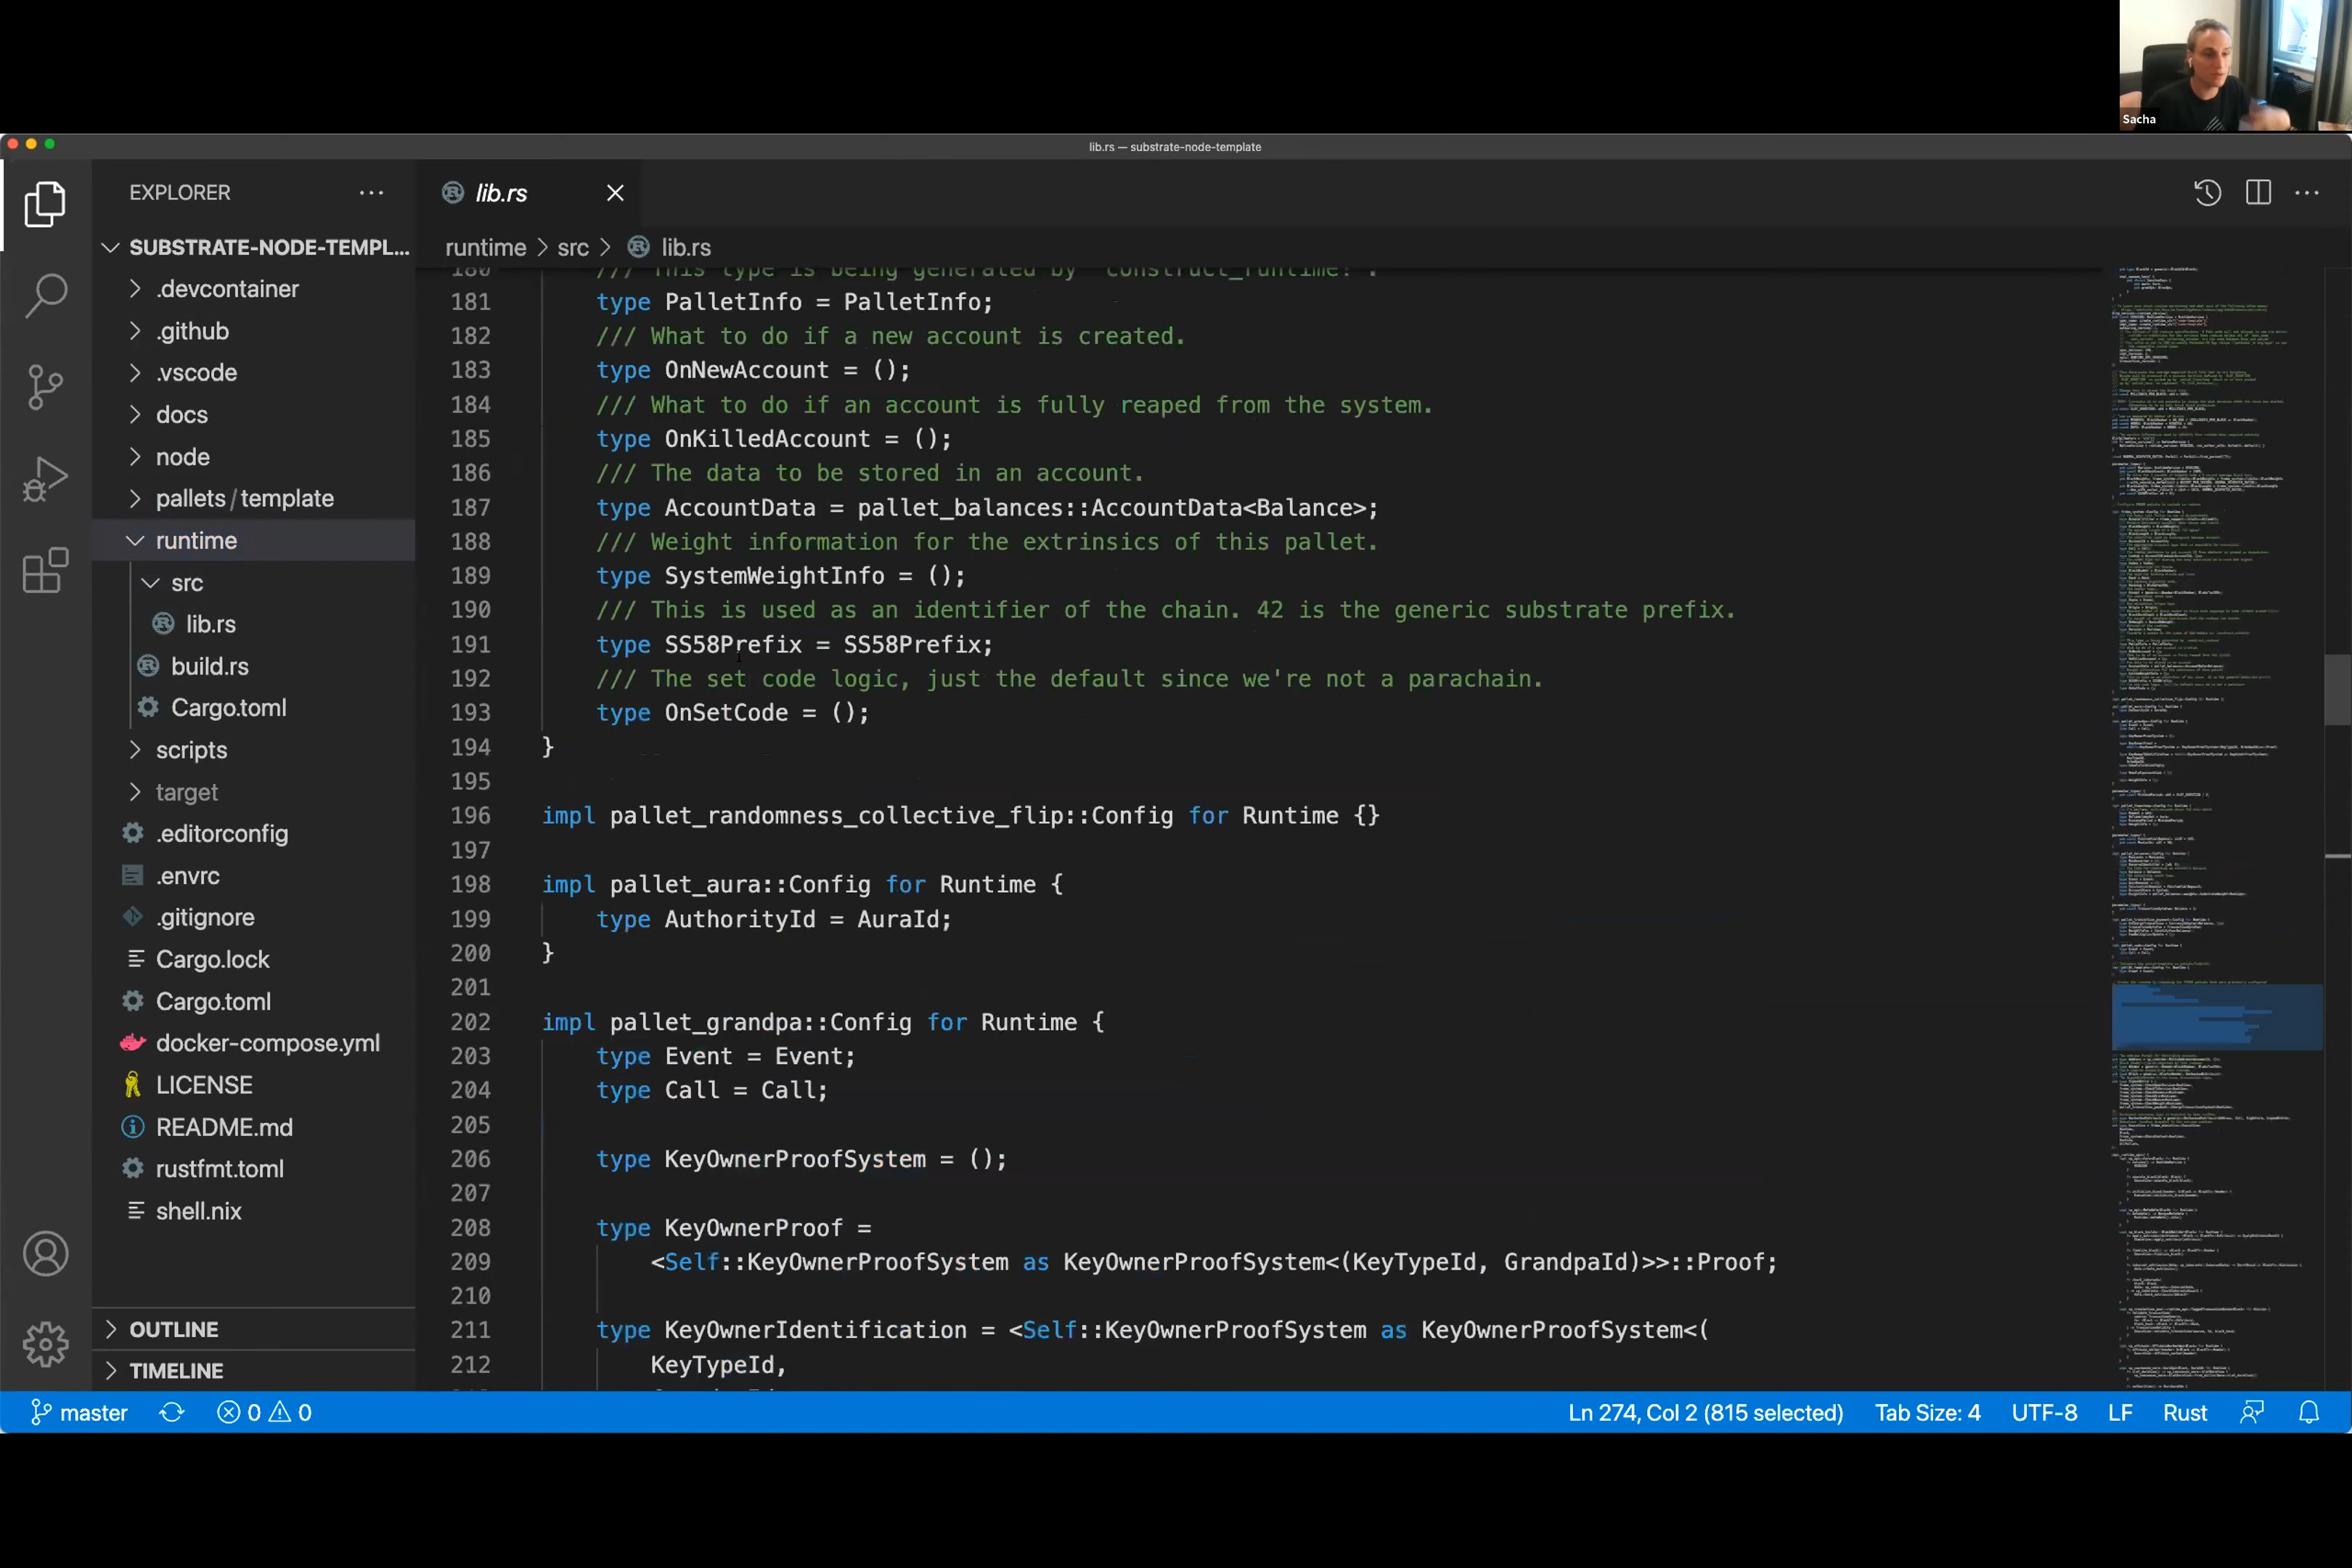 Sacha
lib.rs — substrate-node-template
EXPLORER
lib.rs
SUBSTRATE-NODE-TEMPL...
runtime > src > lib.rs
.devcontainer
.github
.vscode
docs
node
pallets/template
runtime
src
lib.rs
build.rs
Cargo.toml
scripts
target
.editorconfig
.envrc
.gitignore
Cargo.lock
Cargo.toml
docker-compose.yml
LICENSE
README.md
rustfmt.toml
shell.nix
OUTLINE
TIMELINE
180 /// This type is being generated by `construct_runtime!`.
181 type PalletInfo = PalletInfo;
182 /// What to do if a new account is created.
183 type OnNewAccount = ();
184 /// What to do if an account is fully reaped from the system.
185 type OnKilledAccount = ();
186 /// The data to be stored in an account.
187 type AccountData = pallet_balances::AccountData<Balance>;
188 /// Weight information for the extrinsics of this pallet.
189 type SystemWeightInfo = ();
190 /// This is used as an identifier of the chain. 42 is the generic substrate prefix.
191 type SS58Prefix = SS58Prefix;
192 /// The set code logic, just the default since we're not a parachain.
193 type OnSetCode = ();
194 }
195
196 impl pallet_randomness_collective_flip::Config for Runtime {}
197
198 impl pallet_aura::Config for Runtime {
199 type AuthorityId = AuraId;
200 }
201
202 impl pallet_grandpa::Config for Runtime {
203 type Event = Event;
204 type Call = Call;
205
206 type KeyOwnerProofSystem = ();
207
208 type KeyOwnerProof =
209 <Self::KeyOwnerProofSystem as KeyOwnerProofSystem<(KeyTypeId, GrandpaId)>>::Proof;
210
211 type KeyOwnerIdentification = <Self::KeyOwnerProofSystem as KeyOwnerProofSystem<(
212 KeyTypeId,
master 0 0 Ln 274, Col 2 (815 selected) Tab Size: 4 UTF-8 LF Rust